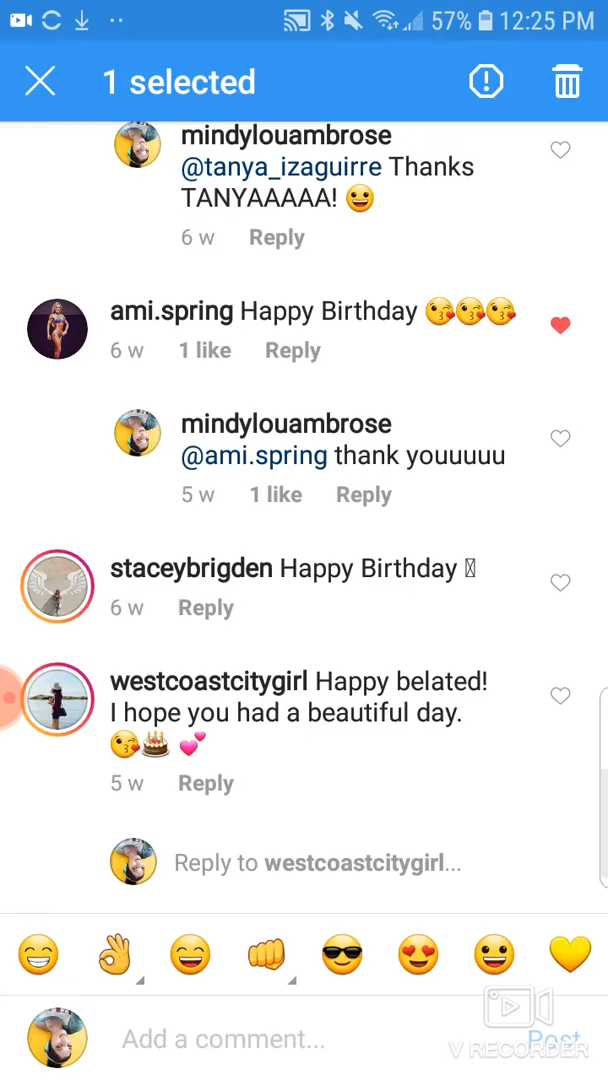 57% 12:25 PM
1 selected
mindylouambrose
@tanya_izaguirre Thanks
TANYAAAAA! 😀
6 w Reply
ami.spring Happy Birthday 😘😘😘
6 w 1 like Reply
mindylouambrose
@ami.spring thank youuuuu
5 w 1 like Reply
staceybrigden Happy Birthday
6 w Reply
westcoastcitygirl Happy belated!
I hope you had a beautiful day.
😘🎂 💕
5 w Reply
Reply to westcoastcitygirl...
Add a comment...
Post
V RECORDER